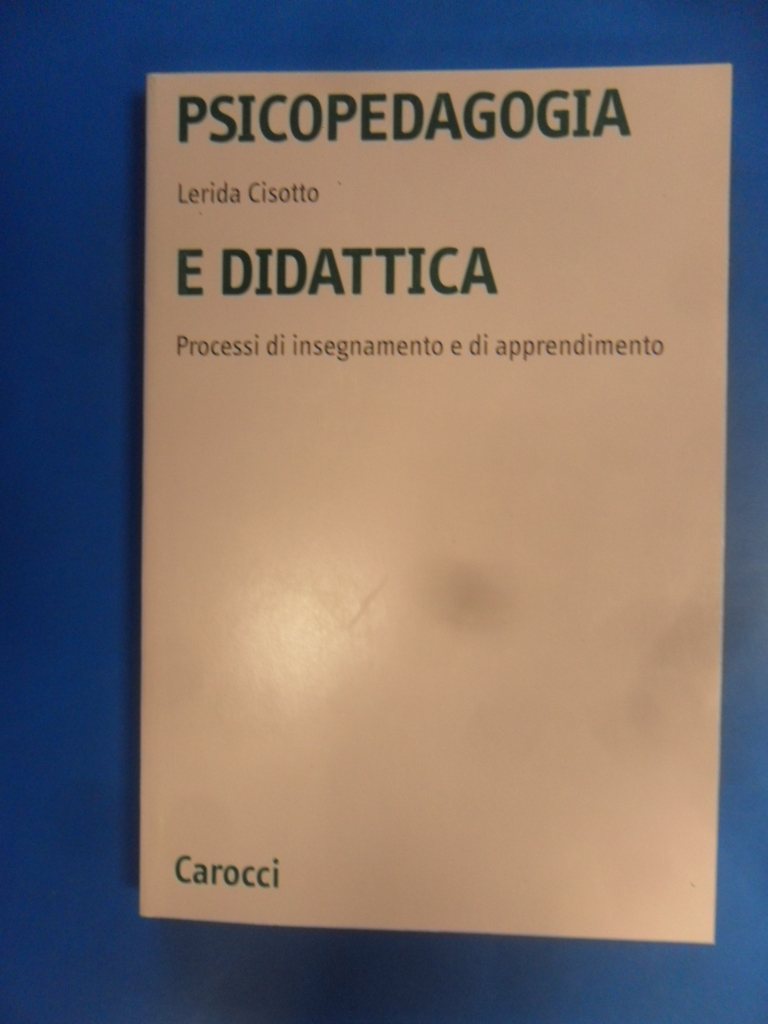 PSICOPEDAGOGIA
Lerida Cisotto
E DIDATTICA
Processi di insegnamento e di apprendimento
Carocci